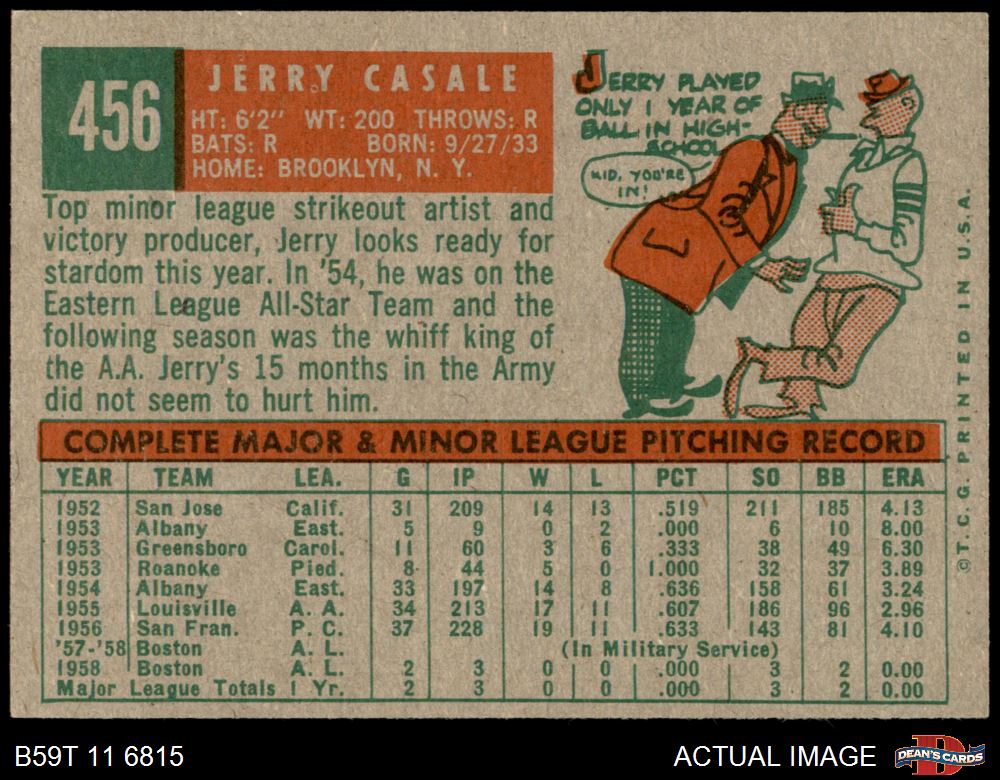 456
JERRY CASALE
HT: 6'2" WT: 200 THROWS: R
BATS: R BORN: 9/27/33
HOME: BROOKLYN, N. Y.
Top minor league strikeout artist and
victory producer, Jerry looks ready for
stardom this year. In '54, he was on the
Eastern League All-Star Team and the
following season was the whiff king of
the A.A. Jerry's 15 months in the Army
did not seem to hurt him.
JERRY PLAYED
ONLY 1 YEAR OF
BALL IN HIGH-
SCHOOL
KID, YOU'RE
IN!
COMPLETE MAJOR & MINOR LEAGUE PITCHING RECORD
YEAR TEAM LEA. G IP W L PCT SO BB ERA
1952 San Jose Calif. 31 209 14 13 .519 211 185 4.13
1953 Albany East. 5 9 0 2 .000 6 10 8.00
1953 Greensboro Carol. 11 60 3 6 .333 38 49 6.30
1953 Roanoke Pied. 8 44 5 0 1.000 32 37 3.89
1954 Albany East. 33 197 14 8 .636 158 61 3.24
1955 Louisville A. A. 34 213 17 11 .607 186 96 2.96
1956 San Fran. P. C. 37 228 19 11 .633 143 81 4.10
'57-'58 Boston A. L. (In Military Service)
1958 Boston A. L. 2 3 0 0 .000 3 2 0.00
Major League Totals 1 Yr. 2 3 0 0 .000 3 2 0.00
©T.C.G. PRINTED IN U.S.A.
B59T 11 6815
ACTUAL IMAGE
D
DEAN'S CARDS